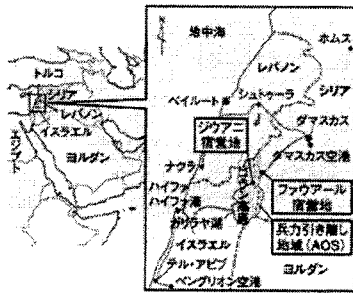 トルコ
シリア
レバノン
イスラエル
エジプト
ヨルダン
地中海
ホムス
レバノン
シリア
ベイルート
シュトゥーラ
ダマスカス
ジウアニ
宿営地
ダマスカス空港
ナクラ
ファウアール
宿営地
ハイファ
ハイファ港
ガリラヤ湖
兵力引き離し
地域(AOS)
イスラエル
テル・アビブ
ヨルダン
ベングリオン空港